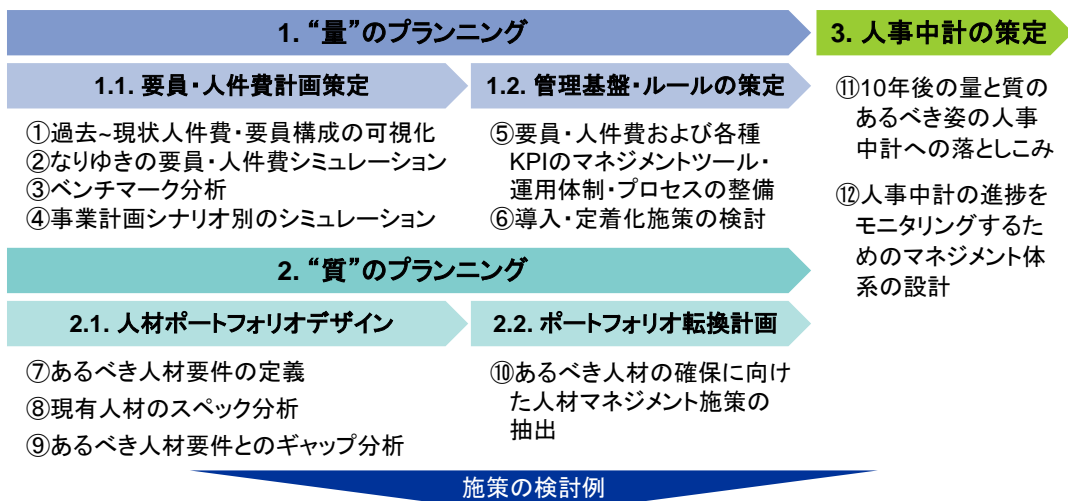 1. “量”のプランニング
1.1. 要員・人件費計画策定
①過去~現状人件費・要員構成の可視化
②なりゆきの要員・人件費シミュレーション
③ベンチマーク分析
④事業計画シナリオ別のシミュレーション
1.2. 管理基盤・ルールの策定
⑤要員・人件費および各種
KPIのマネジメントツール・
運用体制・プロセスの整備
⑥導入・定着化施策の検討
2. “質”のプランニング
2.1. 人材ポートフォリオデザイン
⑦あるべき人材要件の定義
⑧現有人材のスペック分析
⑨あるべき人材要件とのギャップ分析
2.2. ポートフォリオ転換計画
⑩あるべき人材の確保に向け
た人材マネジメント施策の
抽出
3. 人事中計の策定
⑪10年後の量と質の
あるべき姿の人事
中計への落としこみ
⑫人事中計の進捗を
モニタリングするた
めのマネジメント体
系の設計
施策の検討例